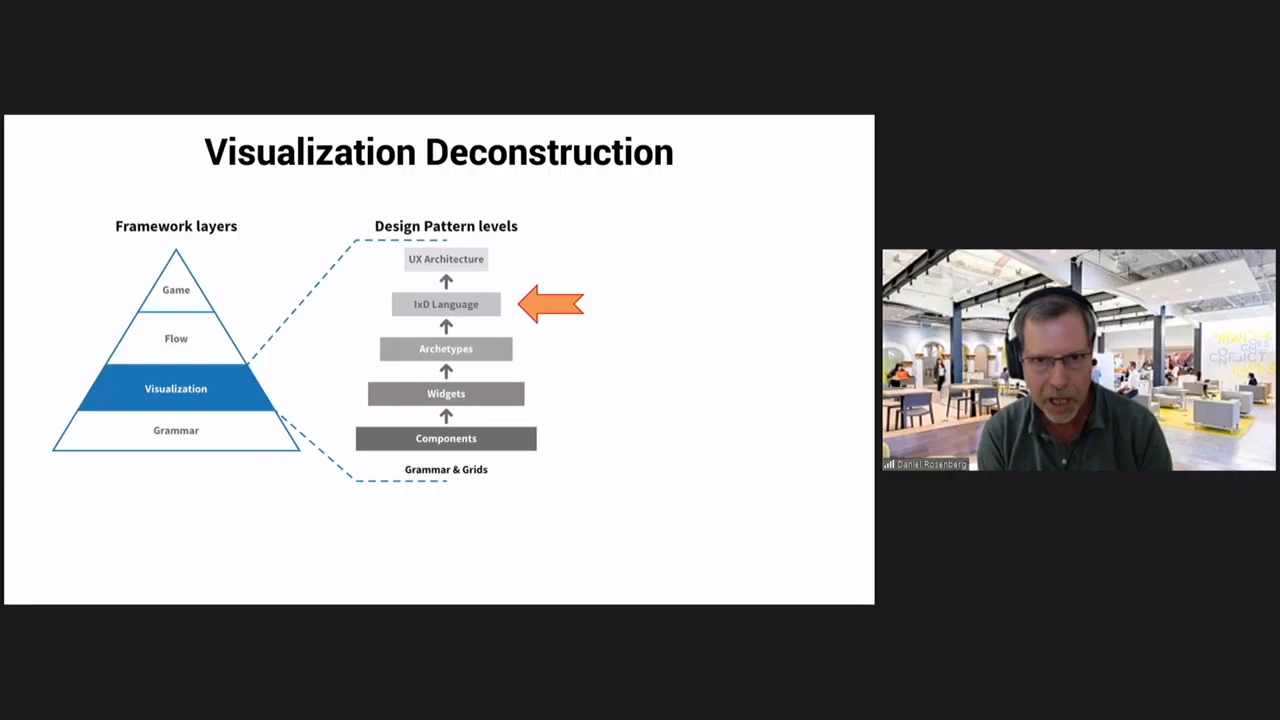 Visualization Deconstruction
Framework layers
Game
Flow
Visualization
Grammar
Design Pattern levels
UX Architecture
IxD Language
Archetypes
Widgets
Components
Grammar & Grids
Daniel Rosenberg